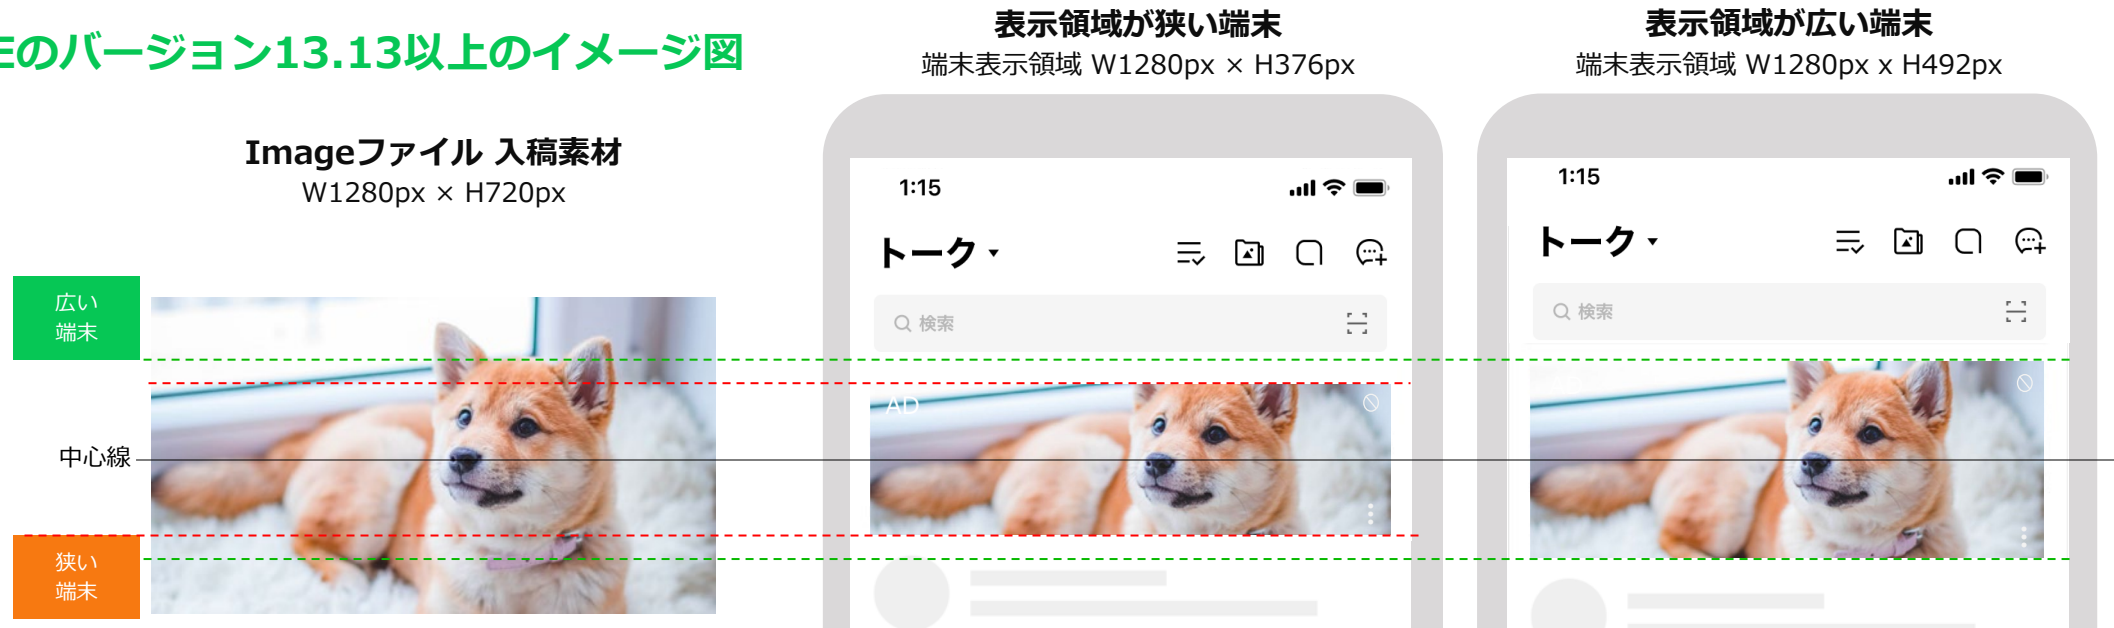 Eのバージョン13.13以上のイメージ図
Imageファイル 入稿素材
W1280px × H720px
広い
端末
中心線
狭い
端末
表示領域が狭い端末
端末表示領域 W1280px × H376px
1:15
トーク
検索
AD
表示領域が広い端末
端末表示領域 W1280px x H492px
1:15
トーク
検索